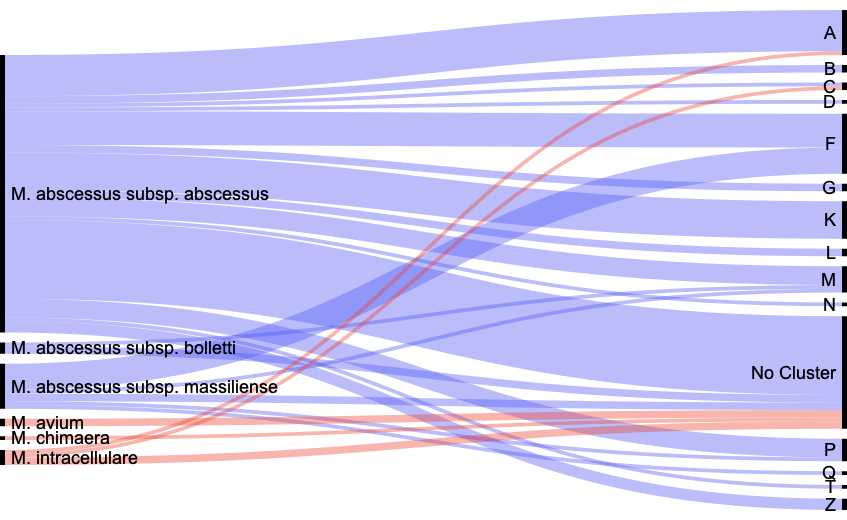 M. abscessus subsp. abscessus
M. abscessus subsp. bolletti
M. abscessus subsp. massiliense
M. avium
M. chimaera
M. intracellulare
A
B
C
D
F
G
K
L
M
N
No Cluster
P
Q
T
Z